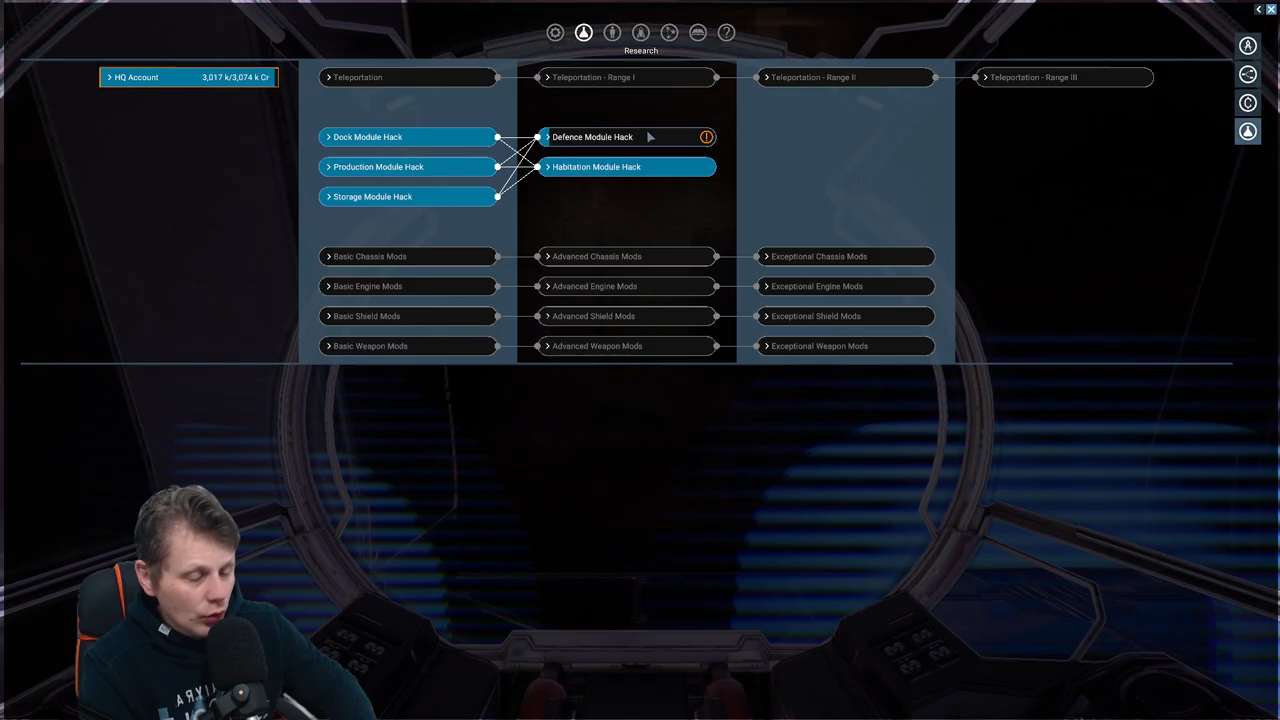 Research
HQ Account 3,017 k/3,074 k Cr
Teleportation
Teleportation - Range I
Teleportation - Range II
Teleportation - Range III
Dock Module Hack
Defence Module Hack
Production Module Hack
Habitation Module Hack
Storage Module Hack
Basic Chassis Mods
Advanced Chassis Mods
Exceptional Chassis Mods
Basic Engine Mods
Advanced Engine Mods
Exceptional Engine Mods
Basic Shield Mods
Advanced Shield Mods
Exceptional Shield Mods
Basic Weapon Mods
Advanced Weapon Mods
Exceptional Weapon Mods